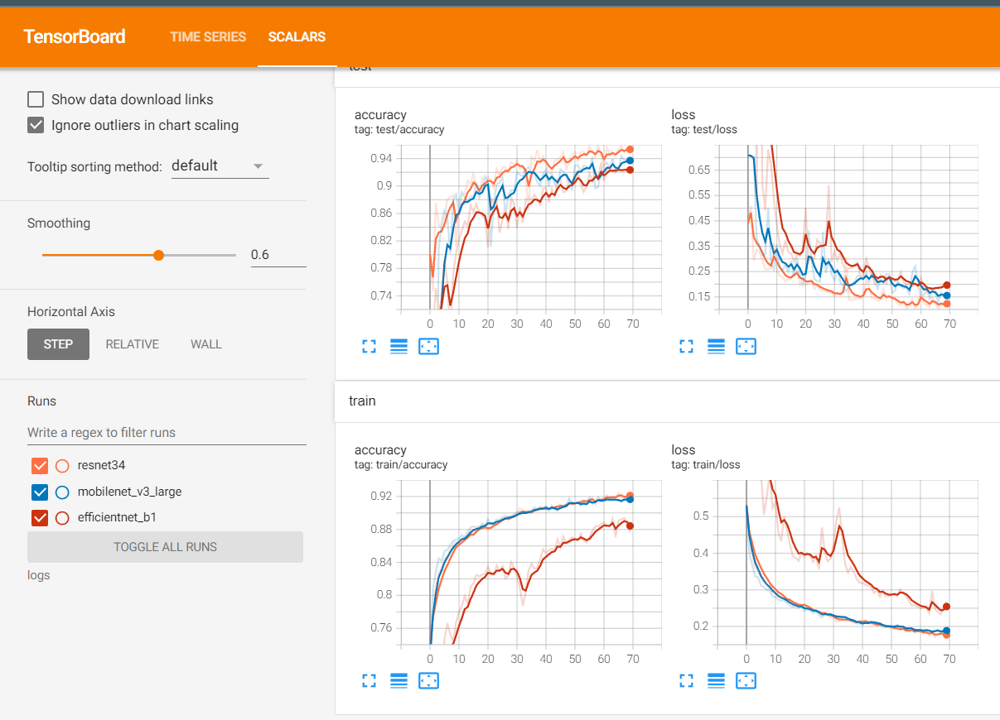 TensorBoard
TIME SERIES
SCALARS
Show data download links
Ignore outliers in chart scaling
Tooltip sorting method: default
Smoothing
0.6
Horizontal Axis
STEP RELATIVE WALL
Runs
Write a regex to filter runs
resnet34
mobilenet_v3_large
efficientnet_b1
TOGGLE ALL RUNS
logs
test
accuracy
tag: test/accuracy
0.94
0.9
0.86
0.82
0.78
0.74
0 10 20 30 40 50 60 70
loss
tag: test/loss
0.65
0.55
0.45
0.35
0.25
0.15
0 10 20 30 40 50 60 70
train
accuracy
tag: train/accuracy
0.92
0.88
0.84
0.8
0.76
0 10 20 30 40 50 60 70
loss
tag: train/loss
0.5
0.4
0.3
0.2
0 10 20 30 40 50 60 70